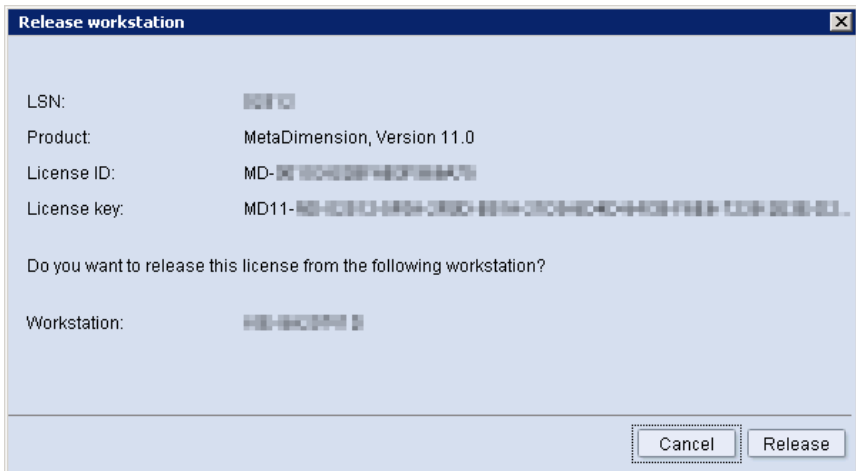 Release workstation
LSN:
Product: MetaDimension, Version 11.0
License ID: MD-
License key: MD11-
Do you want to release this license from the following workstation?
Workstation:
Cancel Release